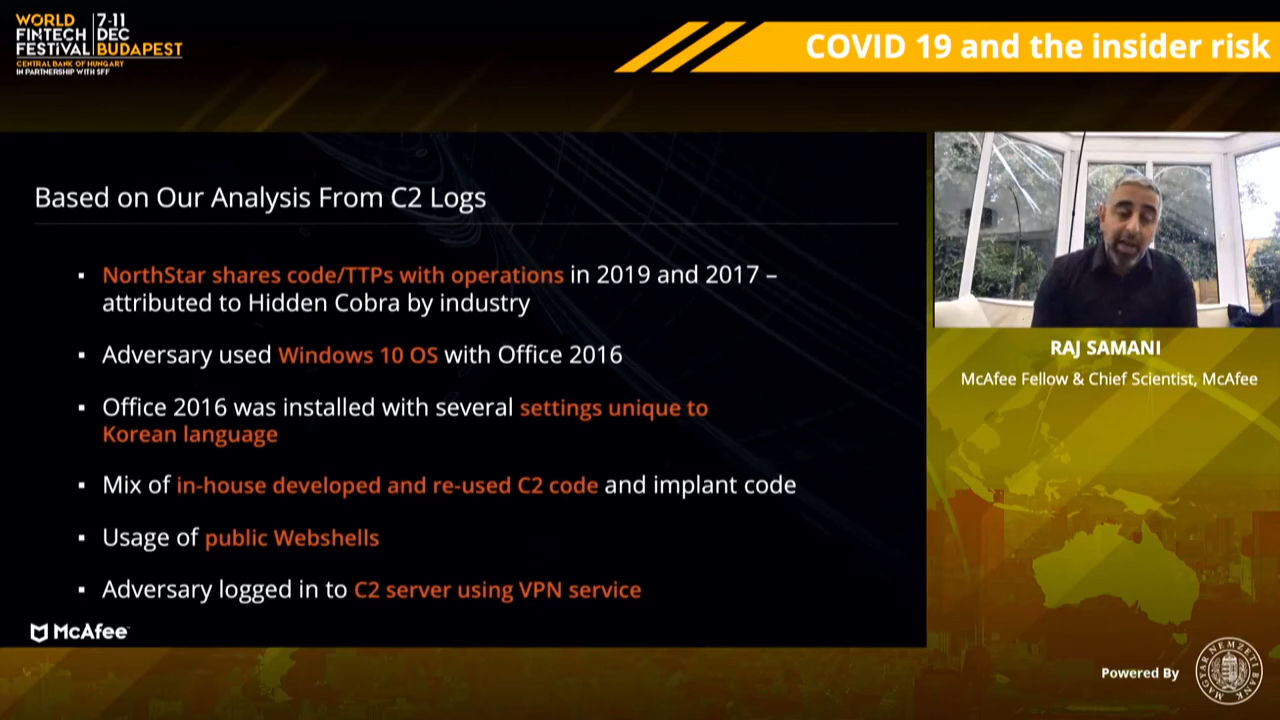 WORLD
FINTECH
FESTIVAL
7-11
DEC
BUDAPEST
CENTRAL BANK OF HUNGARY
IN PARTNERSHIP WITH SFF
COVID 19 and the insider risk
Based on Our Analysis From C2 Logs
▪ NorthStar shares code/TTPs with operations in 2019 and 2017 –
attributed to Hidden Cobra by industry
▪ Adversary used Windows 10 OS with Office 2016
▪ Office 2016 was installed with several settings unique to
Korean language
▪ Mix of in-house developed and re-used C2 code and implant code
▪ Usage of public Webshells
▪ Adversary logged in to C2 server using VPN service
McAfee™
RAJ SAMANI
McAfee Fellow & Chief Scientist, McAfee
Powered By
MAGYAR NEMZETI BANK